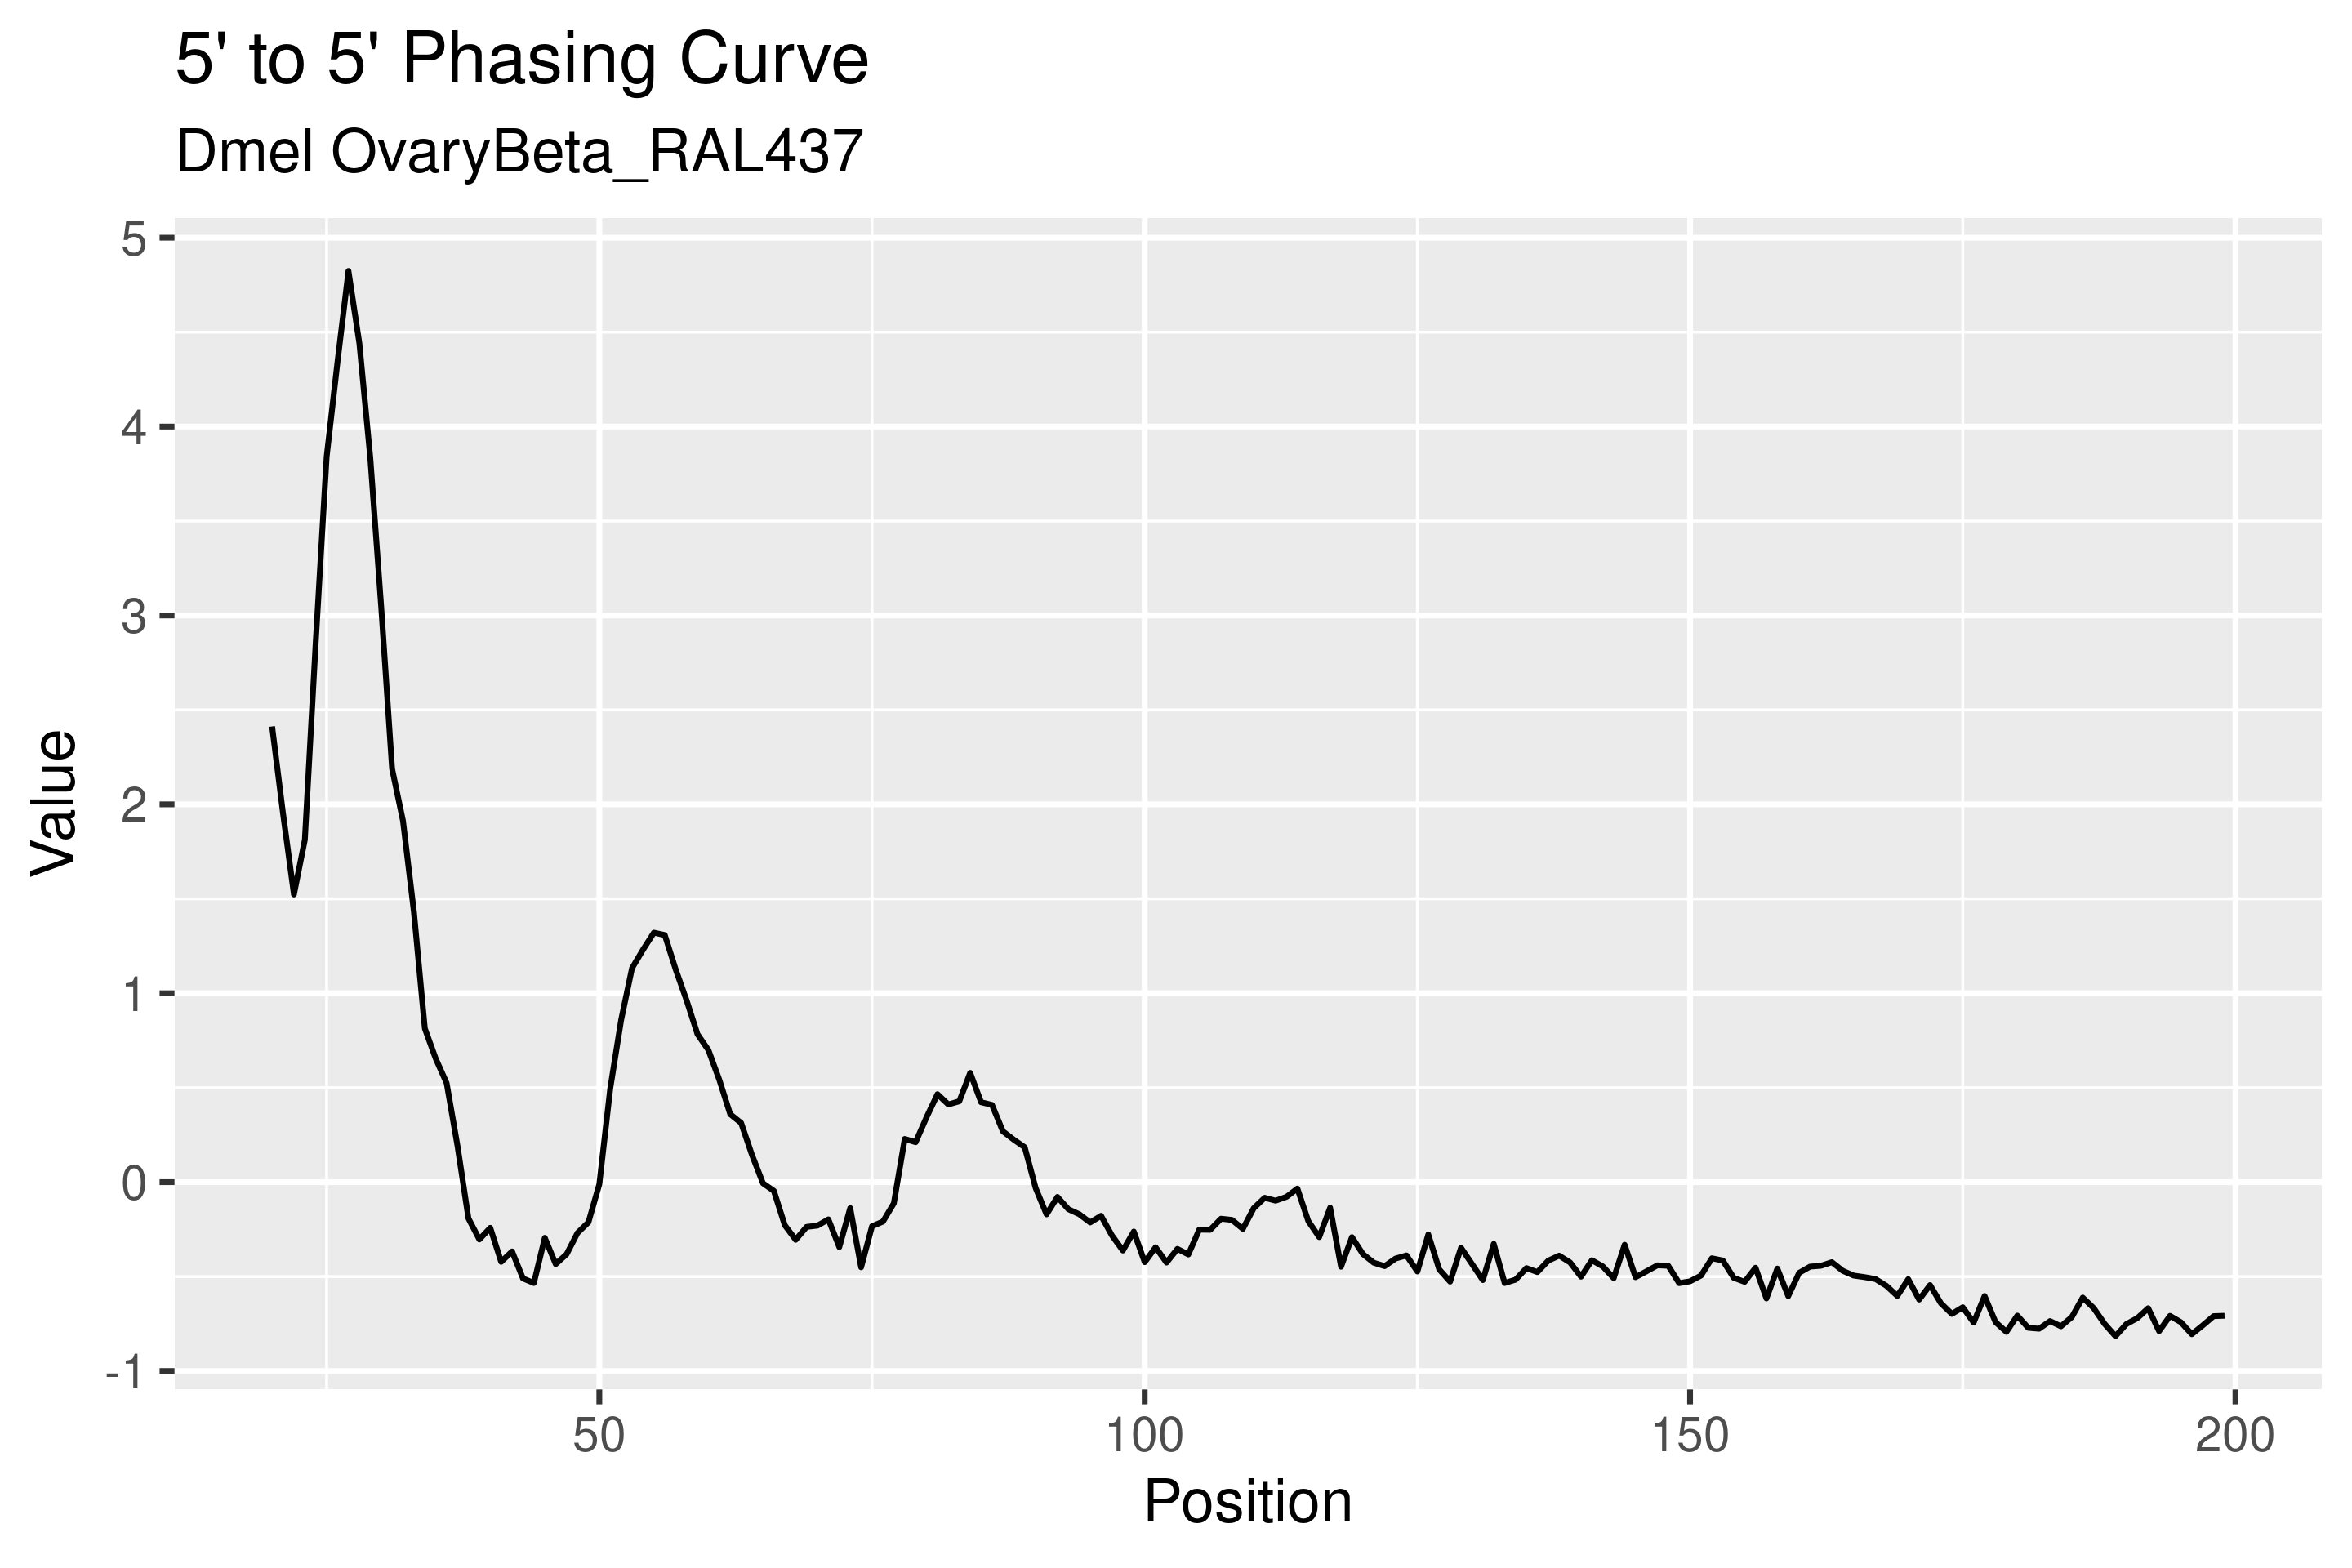 5' to 5' Phasing Curve
Dmel OvaryBeta_RAL437
5
4
3
2
1
0
-1
Value
50 100 150 200
Position